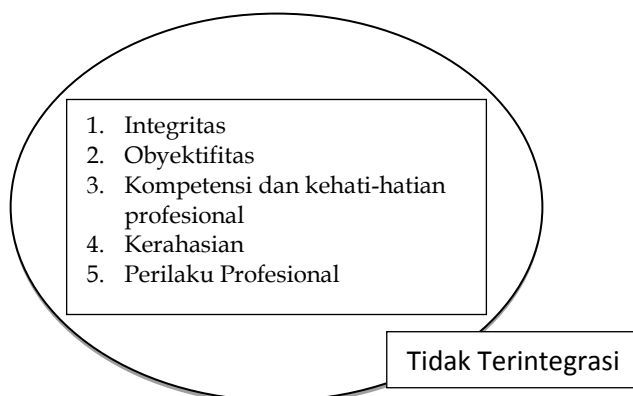 1. Integritas
2. Obyektifitas
3. Kompetensi dan kehati-hatian
profesional
4. Kerahasian
5. Perilaku Profesional
Tidak Terintegrasi